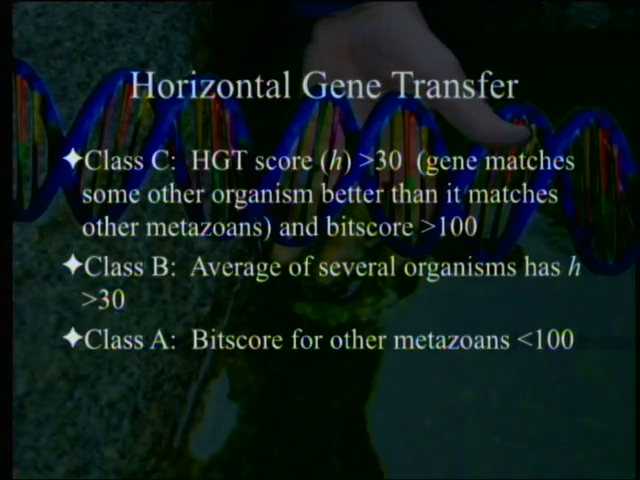 Horizontal Gene Transfer
✦Class C: HGT score (h) >30 (gene matches
some other organism better than it matches
other metazoans) and bitscore >100
✦Class B: Average of several organisms has h
>30
✦Class A: Bitscore for other metazoans <100